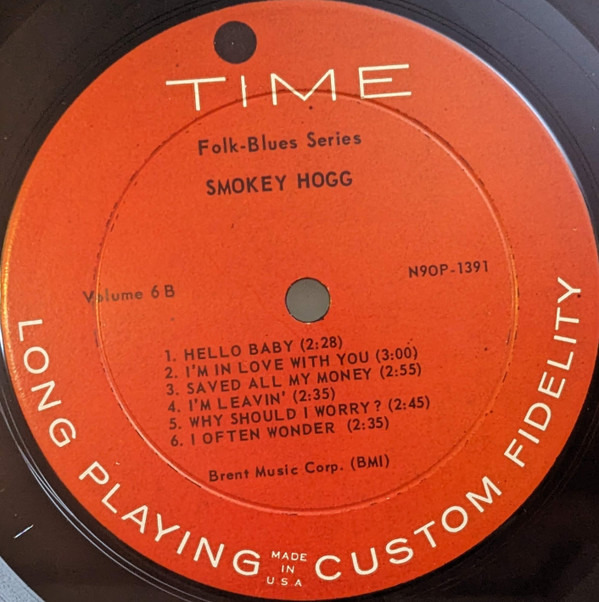 TIME
Folk-Blues Series
SMOKEY HOGG
Volume 6 B
N9OP-1391
1. HELLO BABY (2:28)
2. I'M IN LOVE WITH YOU (3:00)
3. SAVED ALL MY MONEY (2:55)
4. I'M LEAVIN' (2:35)
5. WHY SHOULD I WORRY? (2:45)
6. I OFTEN WONDER (2:35)
Brent Music Corp. (BMI)
LONG PLAYING CUSTOM FIDELITY
MADE
IN
U.S.A